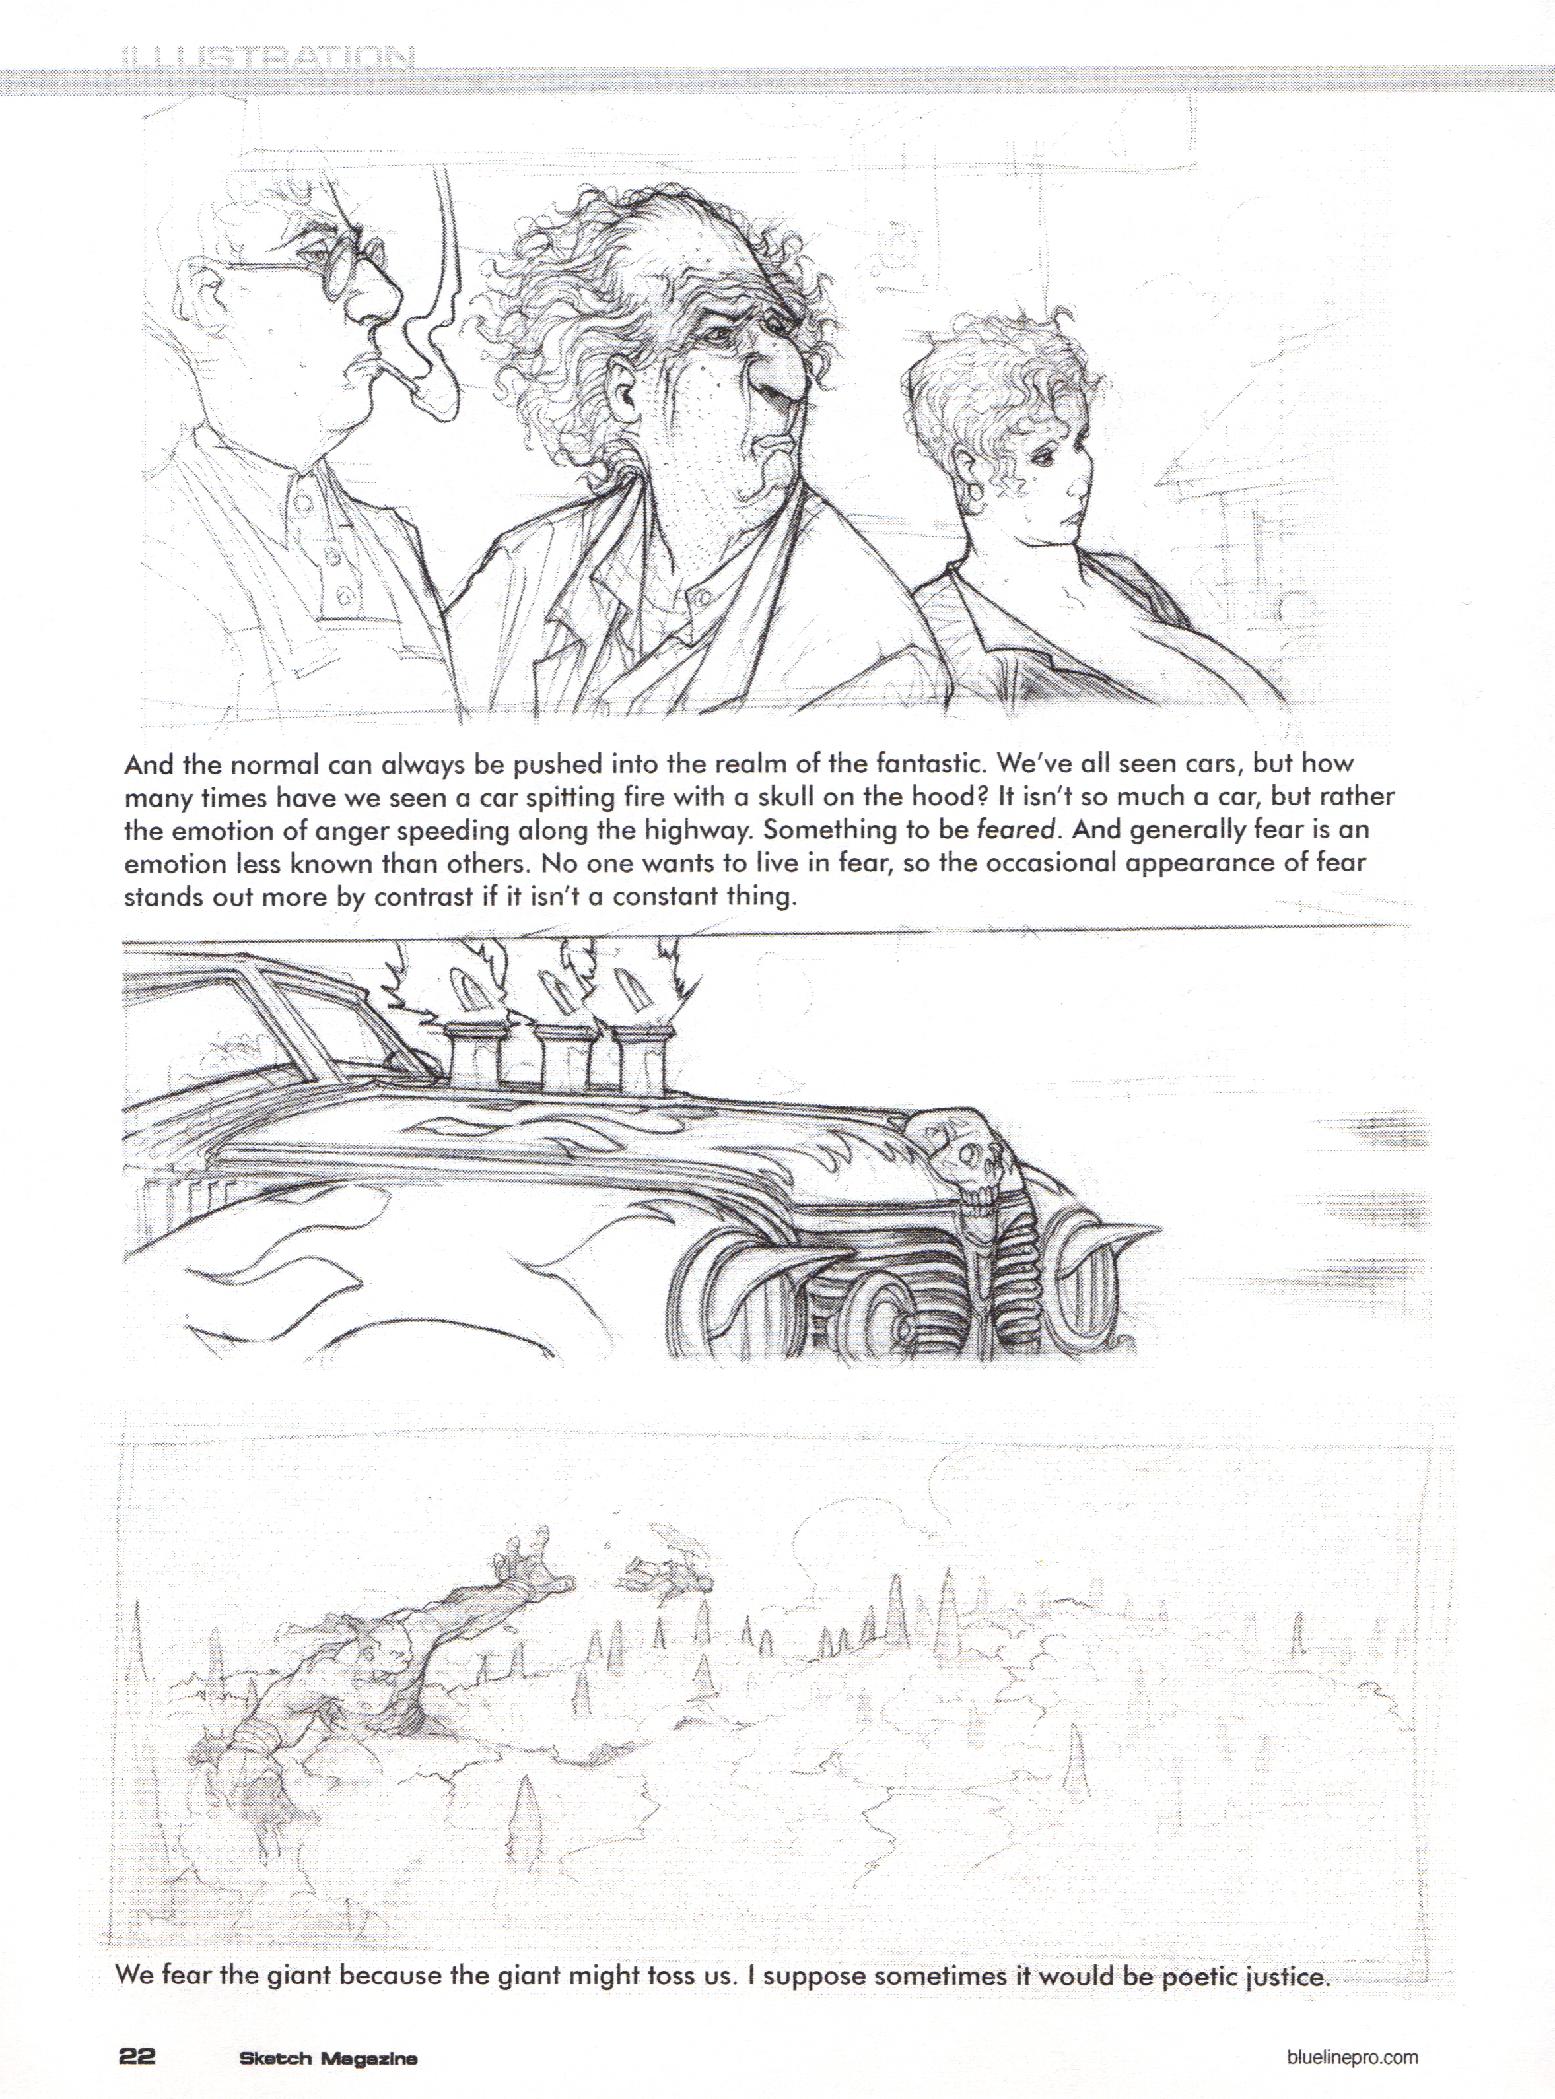 ILLUSTRATION
And the normal can always be pushed into the realm of the fantastic. We've all seen cars, but how
many times have we seen a car spitting fire with a skull on the hood? It isn't so much a car, but rather
the emotion of anger speeding along the highway. Something to be feared. And generally fear is an
emotion less known than others. No one wants to live in fear, so the occasional appearance of fear
stands out more by contrast if it isn't a constant thing.
We fear the giant because the giant might toss us. I suppose sometimes it would be poetic justice.
22 Sketch Magazine bluelinepro.com